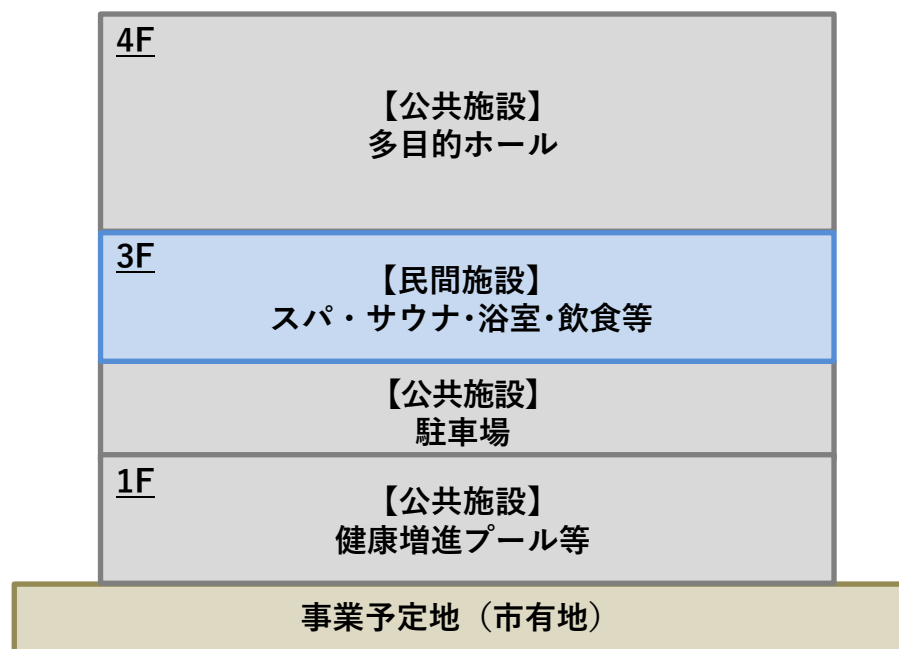 4F
【公共施設】
多目的ホール
3F
【民間施設】
スパ・サウナ･浴室･飲食等
【公共施設】
駐車場
1F
【公共施設】
健康増進プール等
事業予定地（市有地）